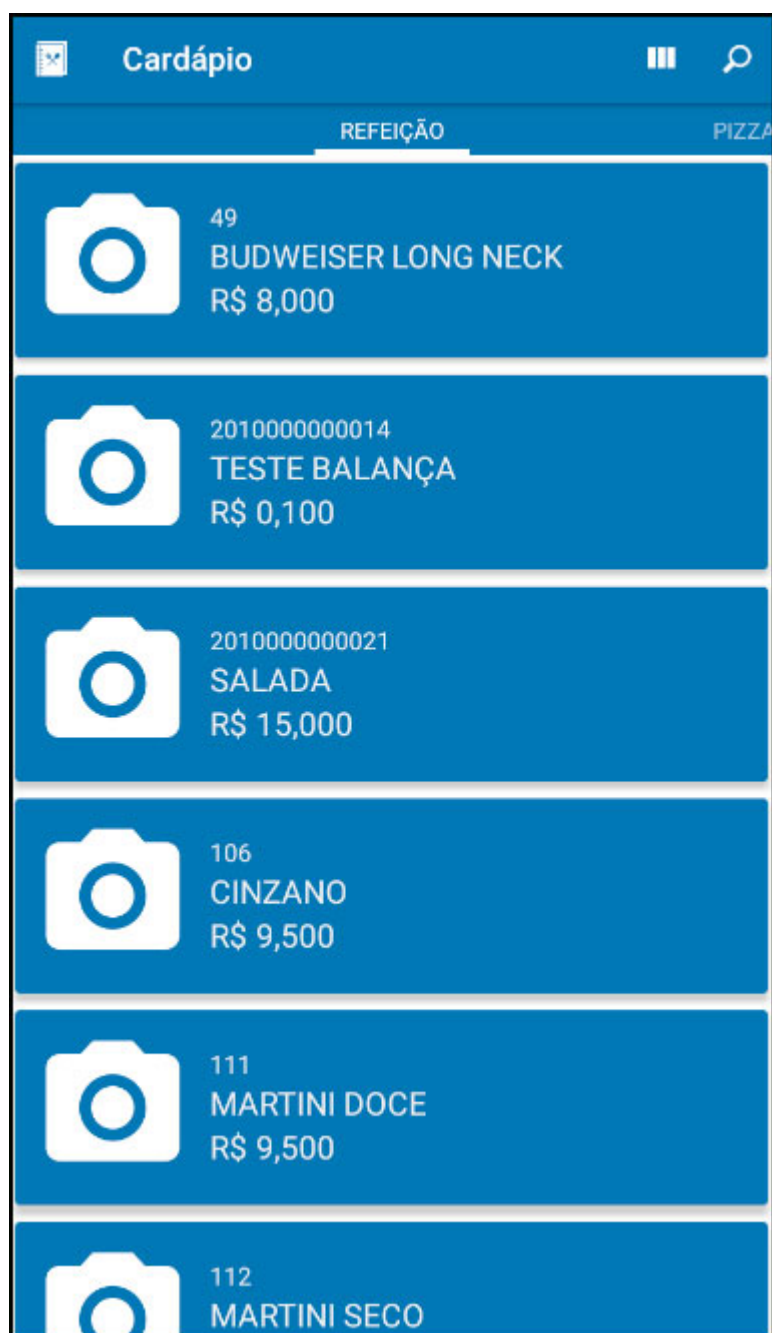 Cardápio
REFEIÇÃO
PIZZA
49
BUDWEISER LONG NECK
R$ 8,000
2010000000014
TESTE BALANÇA
R$ 0,100
2010000000021
SALADA
R$ 15,000
106
CINZANO
R$ 9,500
111
MARTINI DOCE
R$ 9,500
112
MARTINI SECO